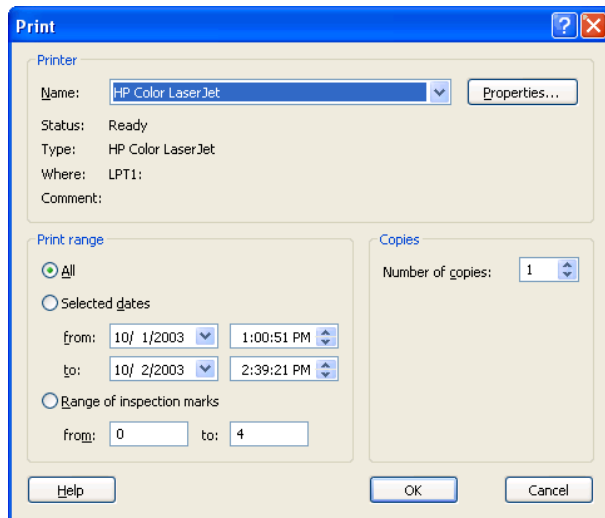 Print
Printer
Name: HP Color LaserJet Properties...
Status: Ready
Type: HP Color LaserJet
Where: LPT1:
Comment:
Print range
All
Selected dates
from: 10/ 1/2003 1:00:51 PM
to: 10/ 2/2003 2:39:21 PM
Range of inspection marks
from: 0 to: 4
Copies
Number of copies: 1
Help OK Cancel